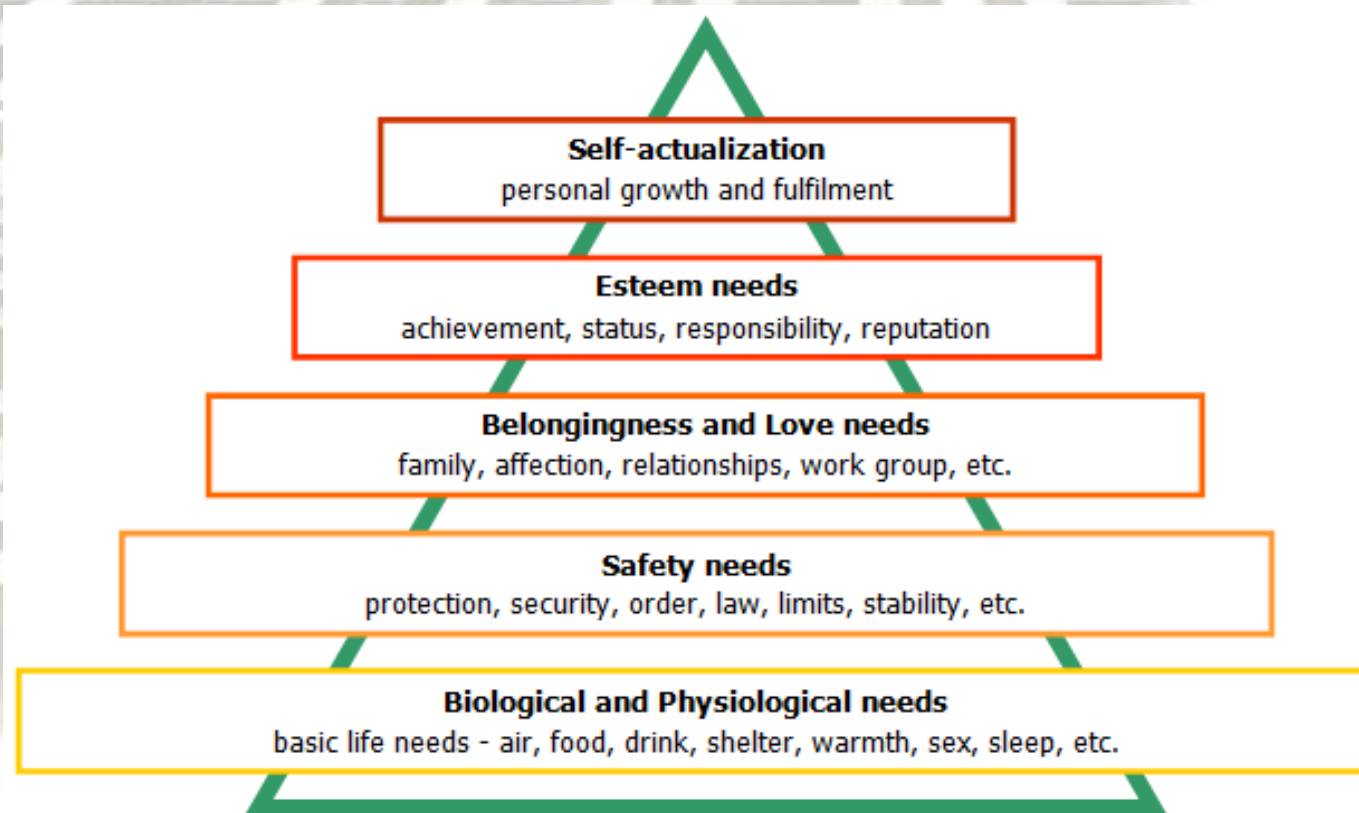 Self-actualization
personal growth and fulfilment
Esteem needs
achievement, status, responsibility, reputation
Belongingness and Love needs
family, affection, relationships, work group, etc.
Safety needs
protection, security, order, law, limits, stability, etc.
Biological and Physiological needs
basic life needs - air, food, drink, shelter, warmth, sex, sleep, etc.